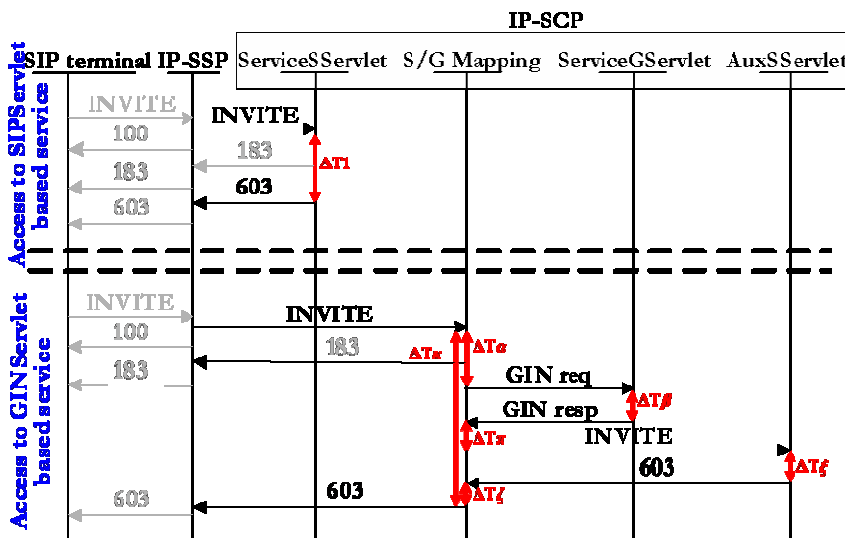 IP-SCP
SIP terminal IP-SSP ServiceSServlet S/G Mapping ServiceGServlet AuxSServlet
Access to SIPServlet
based service
INVITE
INVITE
100
183
ΔT1
183
603
603
Access to GINServlet
based service
INVITE
INVITE
100
183
ΔTα
183
GIN req
ΔTβ
GIN resp
INVITE
603
603
603